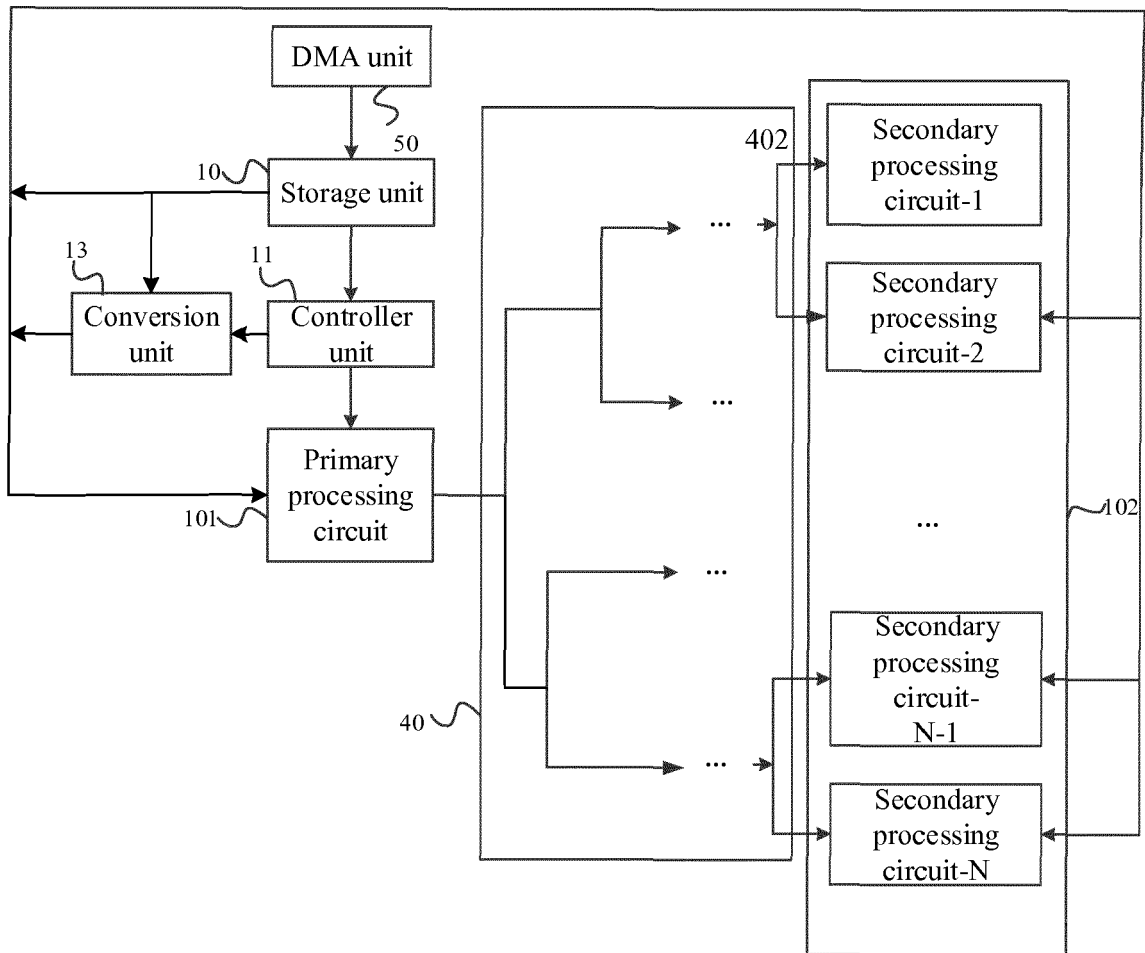 DMA unit
50
10
Storage unit
402
Secondary
processing
circuit-1
...
13
11
Conversion
unit
Controller
unit
Secondary
processing
circuit-2
...
Primary
processing
circuit
101
...
102
...
Secondary
processing
circuit-
N-1
40
...
Secondary
processing
circuit-N